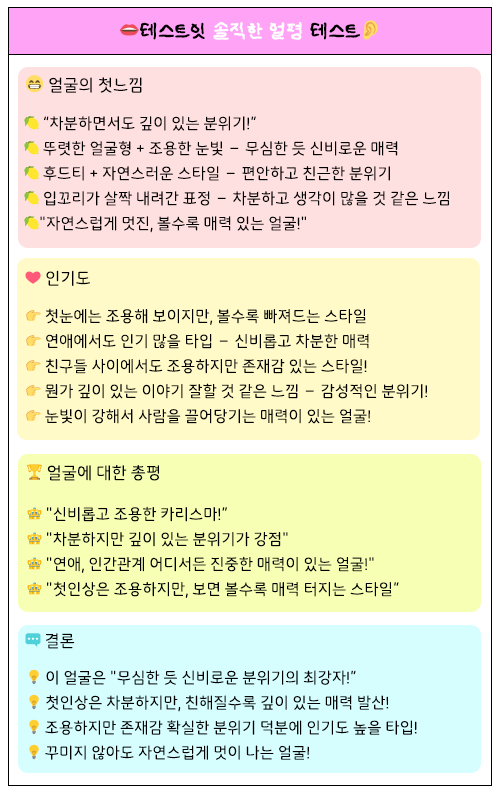 👄테스트잇 솔직한 얼평 테스트👂
😁 얼굴의 첫느낌
🍋 “차분하면서도 깊이 있는 분위기!”
🍋 뚜렷한 얼굴형 + 조용한 눈빛 – 무심한 듯 신비로운 매력
🍋 후드티 + 자연스러운 스타일 – 편안하고 친근한 분위기
🍋 입꼬리가 살짝 내려간 표정 – 차분하고 생각이 많을 것 같은 느낌
🍋"자연스럽게 멋진, 볼수록 매력 있는 얼굴!"
❤️ 인기도
👉 첫눈에는 조용해 보이지만, 볼수록 빠져드는 스타일
👉 연애에서도 인기 많을 타입 – 신비롭고 차분한 매력
👉 친구들 사이에서도 조용하지만 존재감 있는 스타일!
👉 뭔가 깊이 있는 이야기 잘할 것 같은 느낌 – 감성적인 분위기!
👉 눈빛이 강해서 사람을 끌어당기는 매력이 있는 얼굴!
🏆 얼굴에 대한 총평
"신비롭고 조용한 카리스마!”
"차분하지만 깊이 있는 분위기가 강점"
"연애, 인간관계 어디서든 진중한 매력이 있는 얼굴!"
"첫인상은 조용하지만, 보면 볼수록 매력 터지는 스타일”
💬 결론
💡 이 얼굴은 "무심한 듯 신비로운 분위기의 최강자!”
💡 첫인상은 차분하지만, 친해질수록 깊이 있는 매력 발산!
💡 조용하지만 존재감 확실한 분위기 덕분에 인기도 높을 타입!
💡 꾸미지 않아도 자연스럽게 멋이 나는 얼굴!